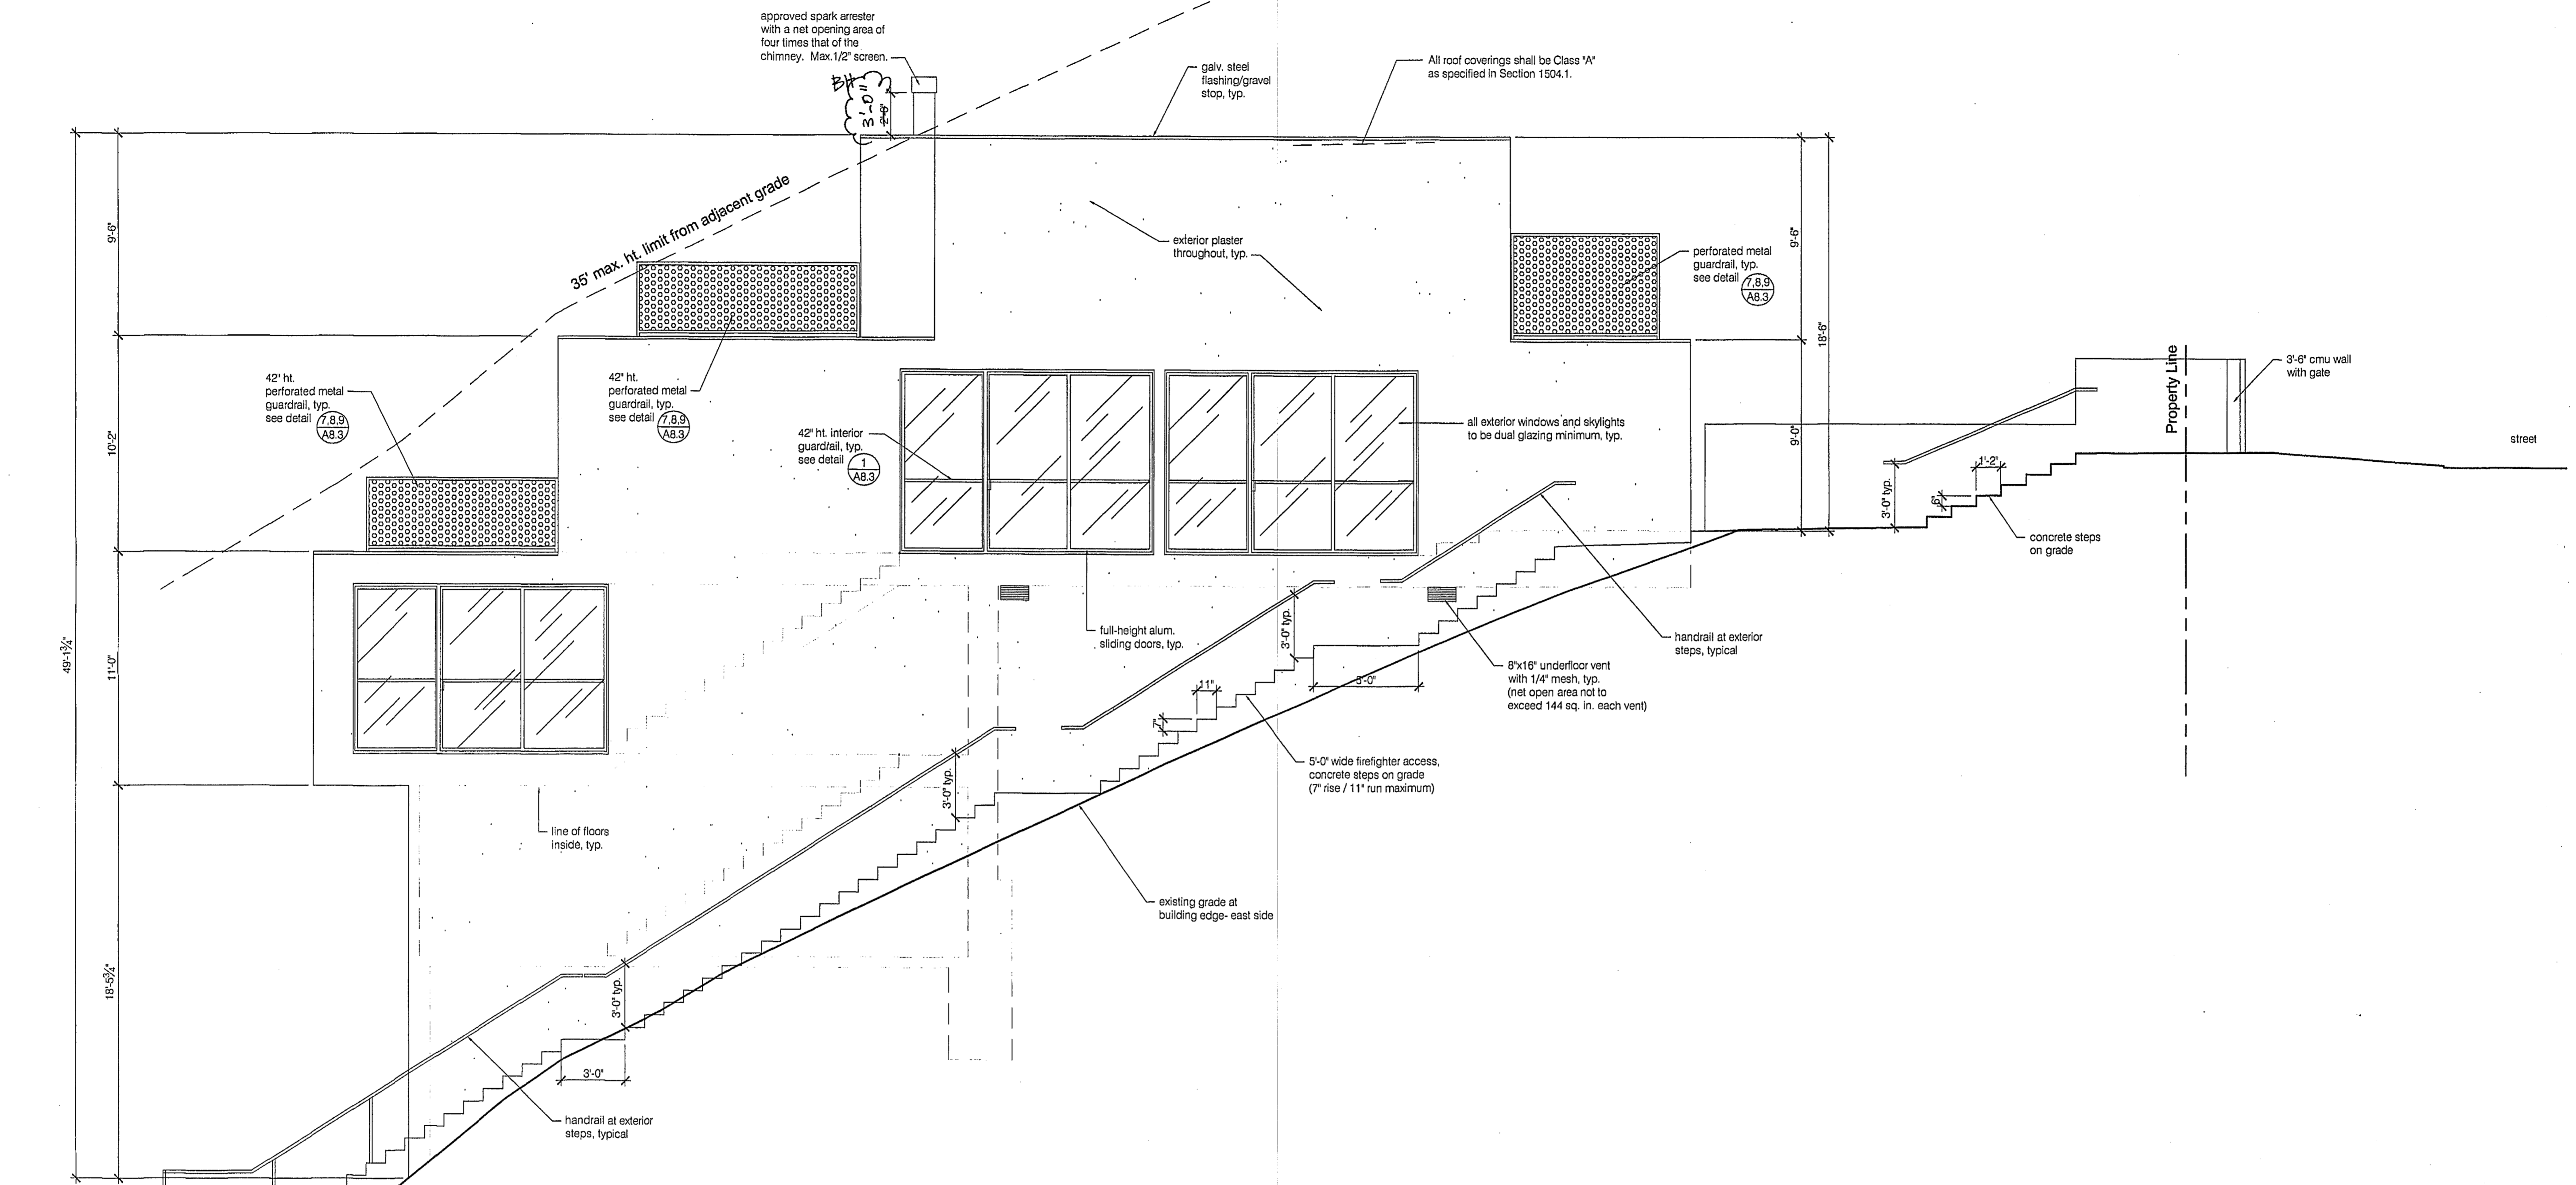 approved spark arrester
with a net opening area of
four times that of the
chimney. Max.1/2" screen.
BH
3'-0"
2'-6"
galv. steel
flashing/gravel
stop, typ.
All roof coverings shall be Class "A"
as specified in Section 1504.1.
35' max. ht. limit from adjacent grade
exterior plaster
throughout, typ.
perforated metal
guardrail, typ.
see detail
7,8,9
A8.3
9'-6"
9'-6"
18'-6"
9'-0"
Property Line
3'-6" cmu wall
with gate
street
42" ht.
perforated metal
guardrail, typ.
see detail
7,8,9
A8.3
42" ht.
perforated metal
guardrail, typ.
see detail
7,8,9
A8.3
42" ht. interior
guard/ail, typ.
see detail
1
A8.3
all exterior windows and skylights
to be dual glazing minimum, typ.
10'-2"
1'-2"
6"
3'-0" typ.
concrete steps
on grade
49'-1¾"
11'-0"
full-height alum.
sliding doors, typ.
3'-0" typ.
handrail at exterior
steps, typical
8"x16" underfloor vent
with 1/4" mesh, typ.
(net open area not to
exceed 144 sq. in. each vent)
5'-0"
11"
7"
5'-0" wide firefighter access,
concrete steps on grade
(7" rise / 11" run maximum)
3'-0" typ.
line of floors
inside, typ.
existing grade at
building edge- east side
18'-5¾"
3'-0" typ.
3'-0"
handrail at exterior
steps, typical